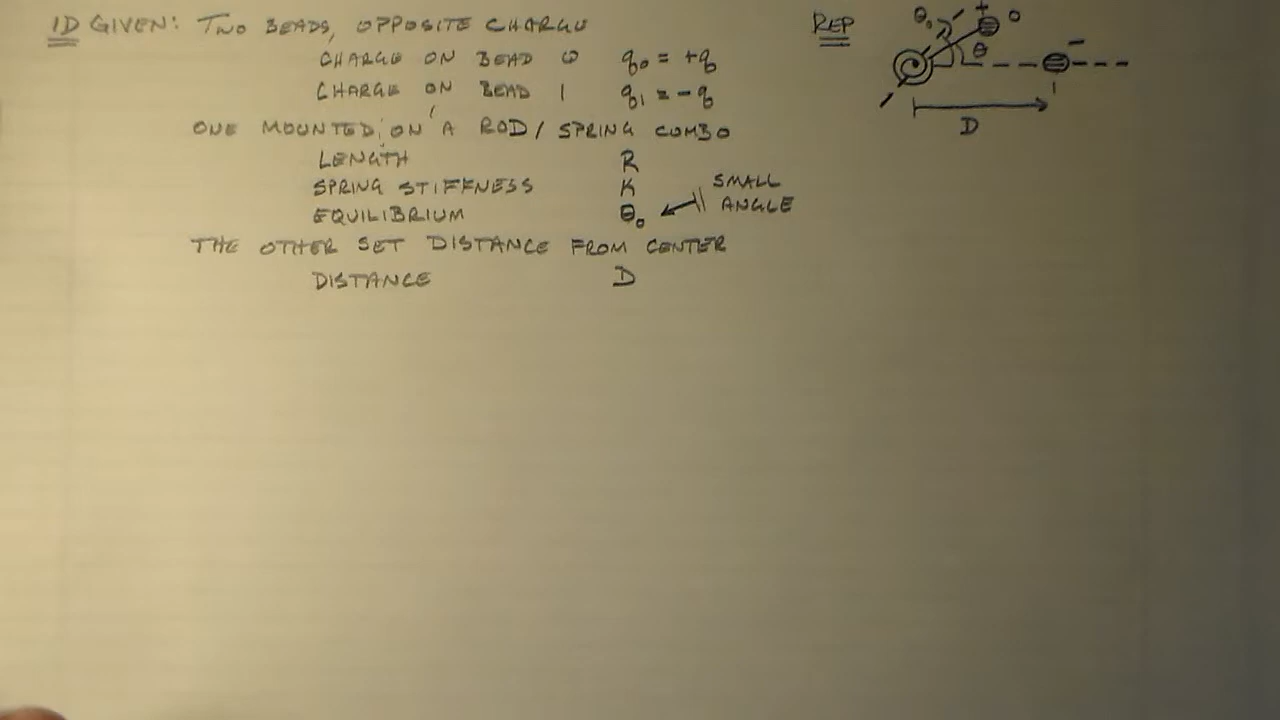 ID GIVEN: TWO BEADS, OPPOSITE CHARGE
CHARGE ON BEAD 0 q₀ = +q
CHARGE ON BEAD 1 q₁ = -q
ONE MOUNTED ON A ROD/SPRING COMBO
LENGTH R
SPRING STIFFNESS K
EQUILIBRIUM θ₀
SMALL
ANGLE
THE OTHER SET DISTANCE FROM CENTER
DISTANCE D
REP
θ₀ + 0
θ -
1
D